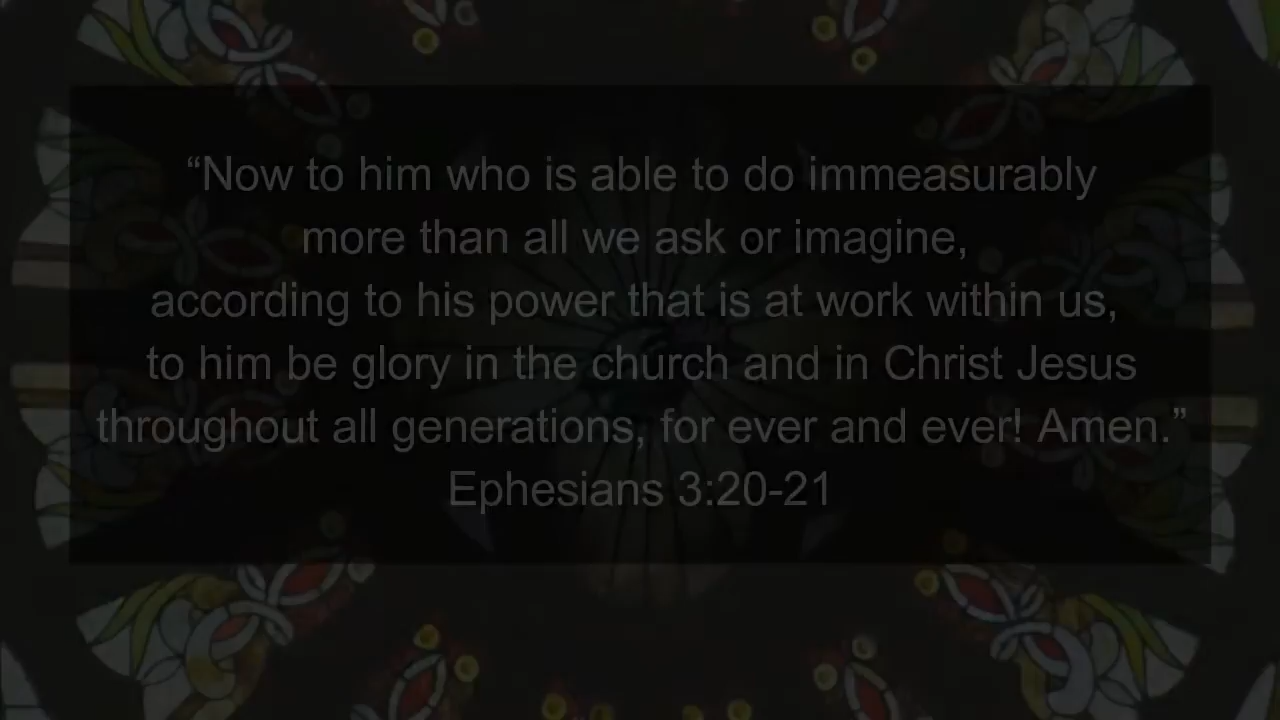 “Now to him who is able to do immeasurably
more than all we ask or imagine,
according to his power that is at work within us,
to him be glory in the church and in Christ Jesus
throughout all generations, for ever and ever! Amen.”
Ephesians 3:20-21